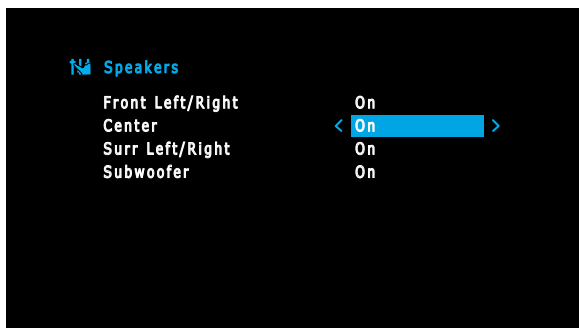 Speakers
Front Left/Right On
Center < On >
Surr Left/Right On
Subwoofer On